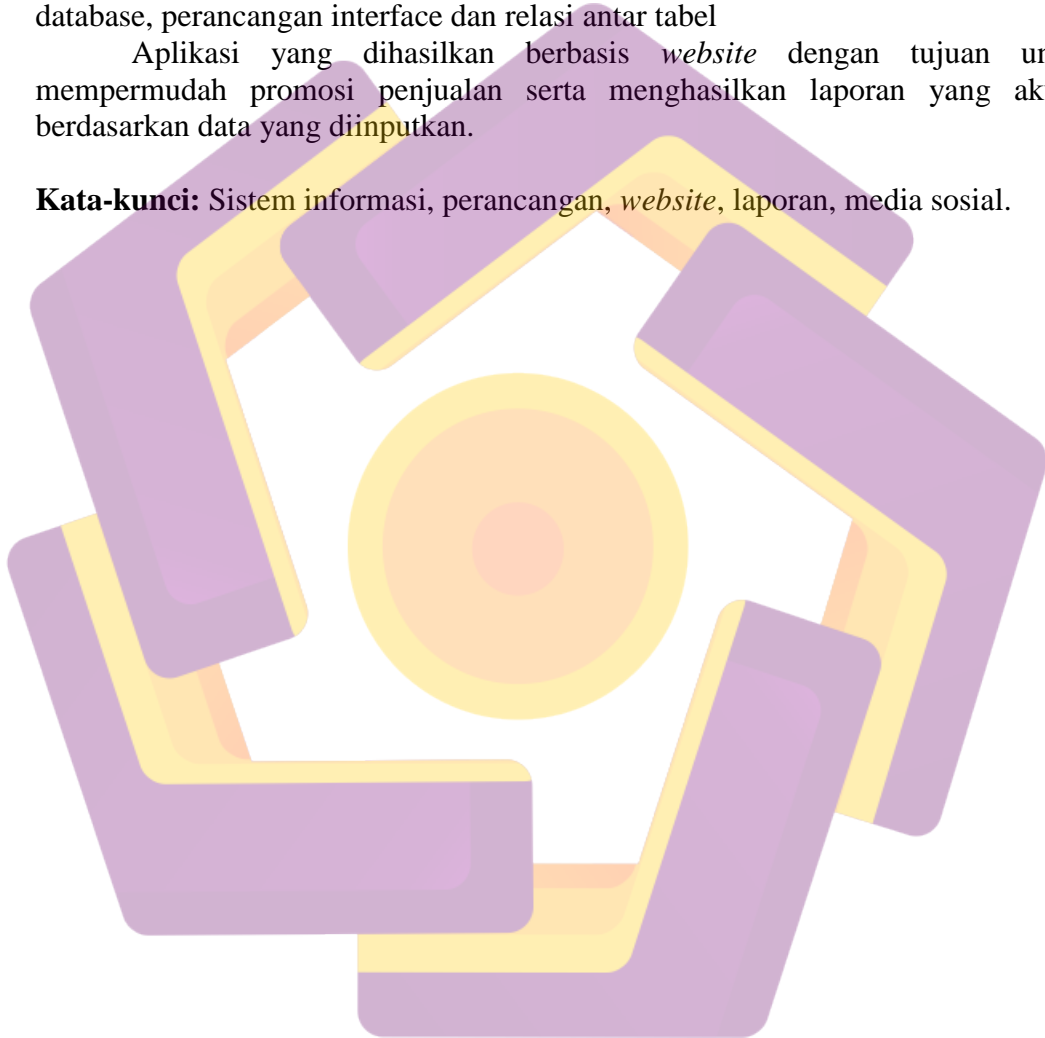 database, perancangan interface dan relasi antar tabel
Aplikasi yang dihasilkan berbasis website dengan tujuan
mempermudah promosi penjualan serta menghasilkan laporan yang
berdasarkan data yang diinputkan.
Kata-kunci: Sistem informasi, perancangan, website, laporan, media sosial.